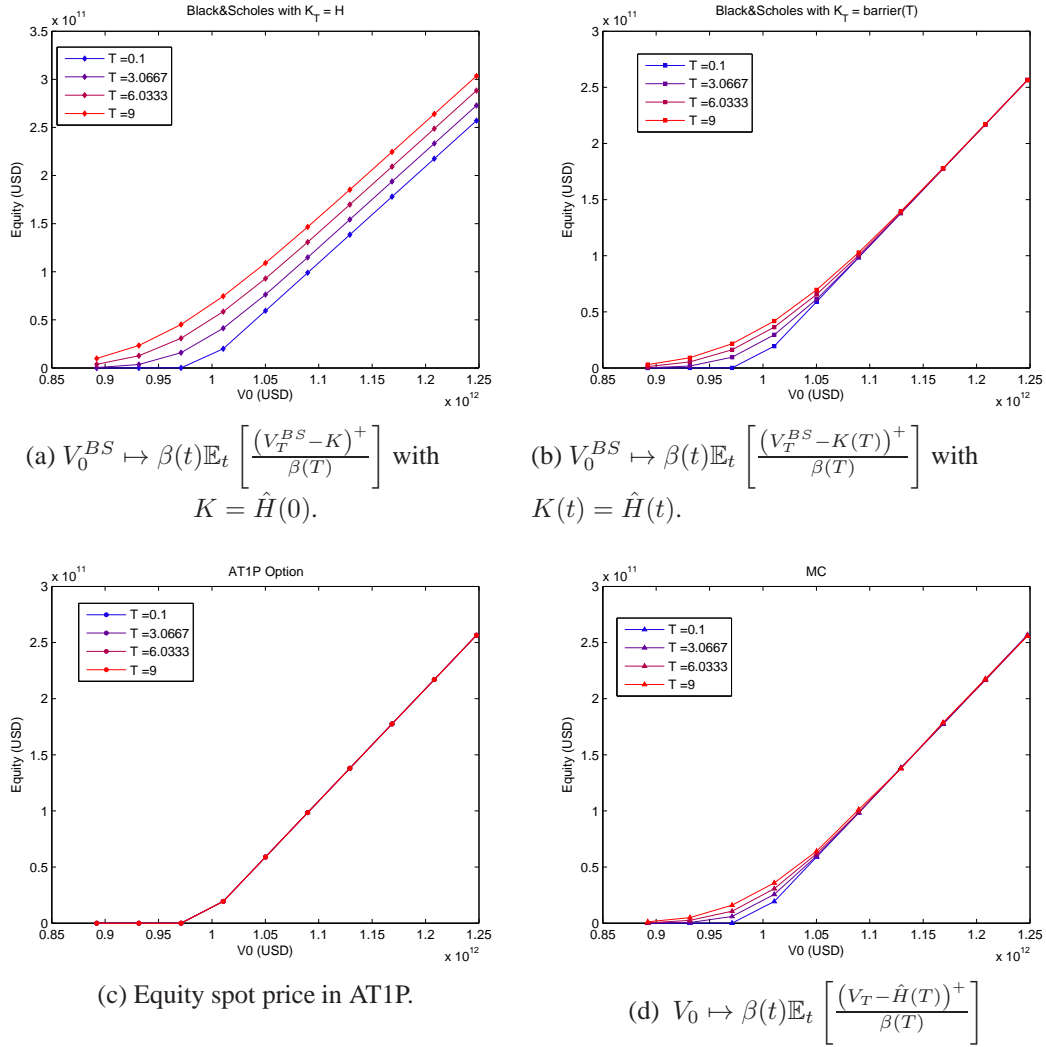 Black&Scholes with K_T = H
x 10^11
3.5
3
2.5
2
1.5
1
0.5
0
Equity (USD)
T =0.1
T =3.0667
T =6.0333
T =9
0.85 0.9 0.95 1 1.05 1.1 1.15 1.2 1.25
V0 (USD)
x 10^12
(a) V_0^{BS} ↦ β(t)𝔼_t [ (V_T^{BS} −K)^+ / β(T) ] with
K = Ĥ(0).
Black&Scholes with K_T = barrier(T)
x 10^11
3
2.5
2
1.5
1
0.5
0
Equity (USD)
T =0.1
T =3.0667
T =6.0333
T =9
0.85 0.9 0.95 1 1.05 1.1 1.15 1.2 1.25
V0 (USD)
x 10^12
(b) V_0^{BS} ↦ β(t)𝔼_t [ (V_T^{BS} −K(T))^+ / β(T) ] with
K(t) = Ĥ(t).
AT1P Option
x 10^11
3
2.5
2
1.5
1
0.5
0
Equity (USD)
T =0.1
T =3.0667
T =6.0333
T =9
0.85 0.9 0.95 1 1.05 1.1 1.15 1.2 1.25
V0 (USD)
x 10^12
(c) Equity spot price in AT1P.
MC
x 10^11
3
2.5
2
1.5
1
0.5
0
Equity (USD)
T =0.1
T =3.0667
T =6.0333
T =9
0.85 0.9 0.95 1 1.05 1.1 1.15 1.2 1.25
V0 (USD)
x 10^12
(d) V_0 ↦ β(t)𝔼_t [ (V_T −Ĥ(T))^+ / β(T) ]